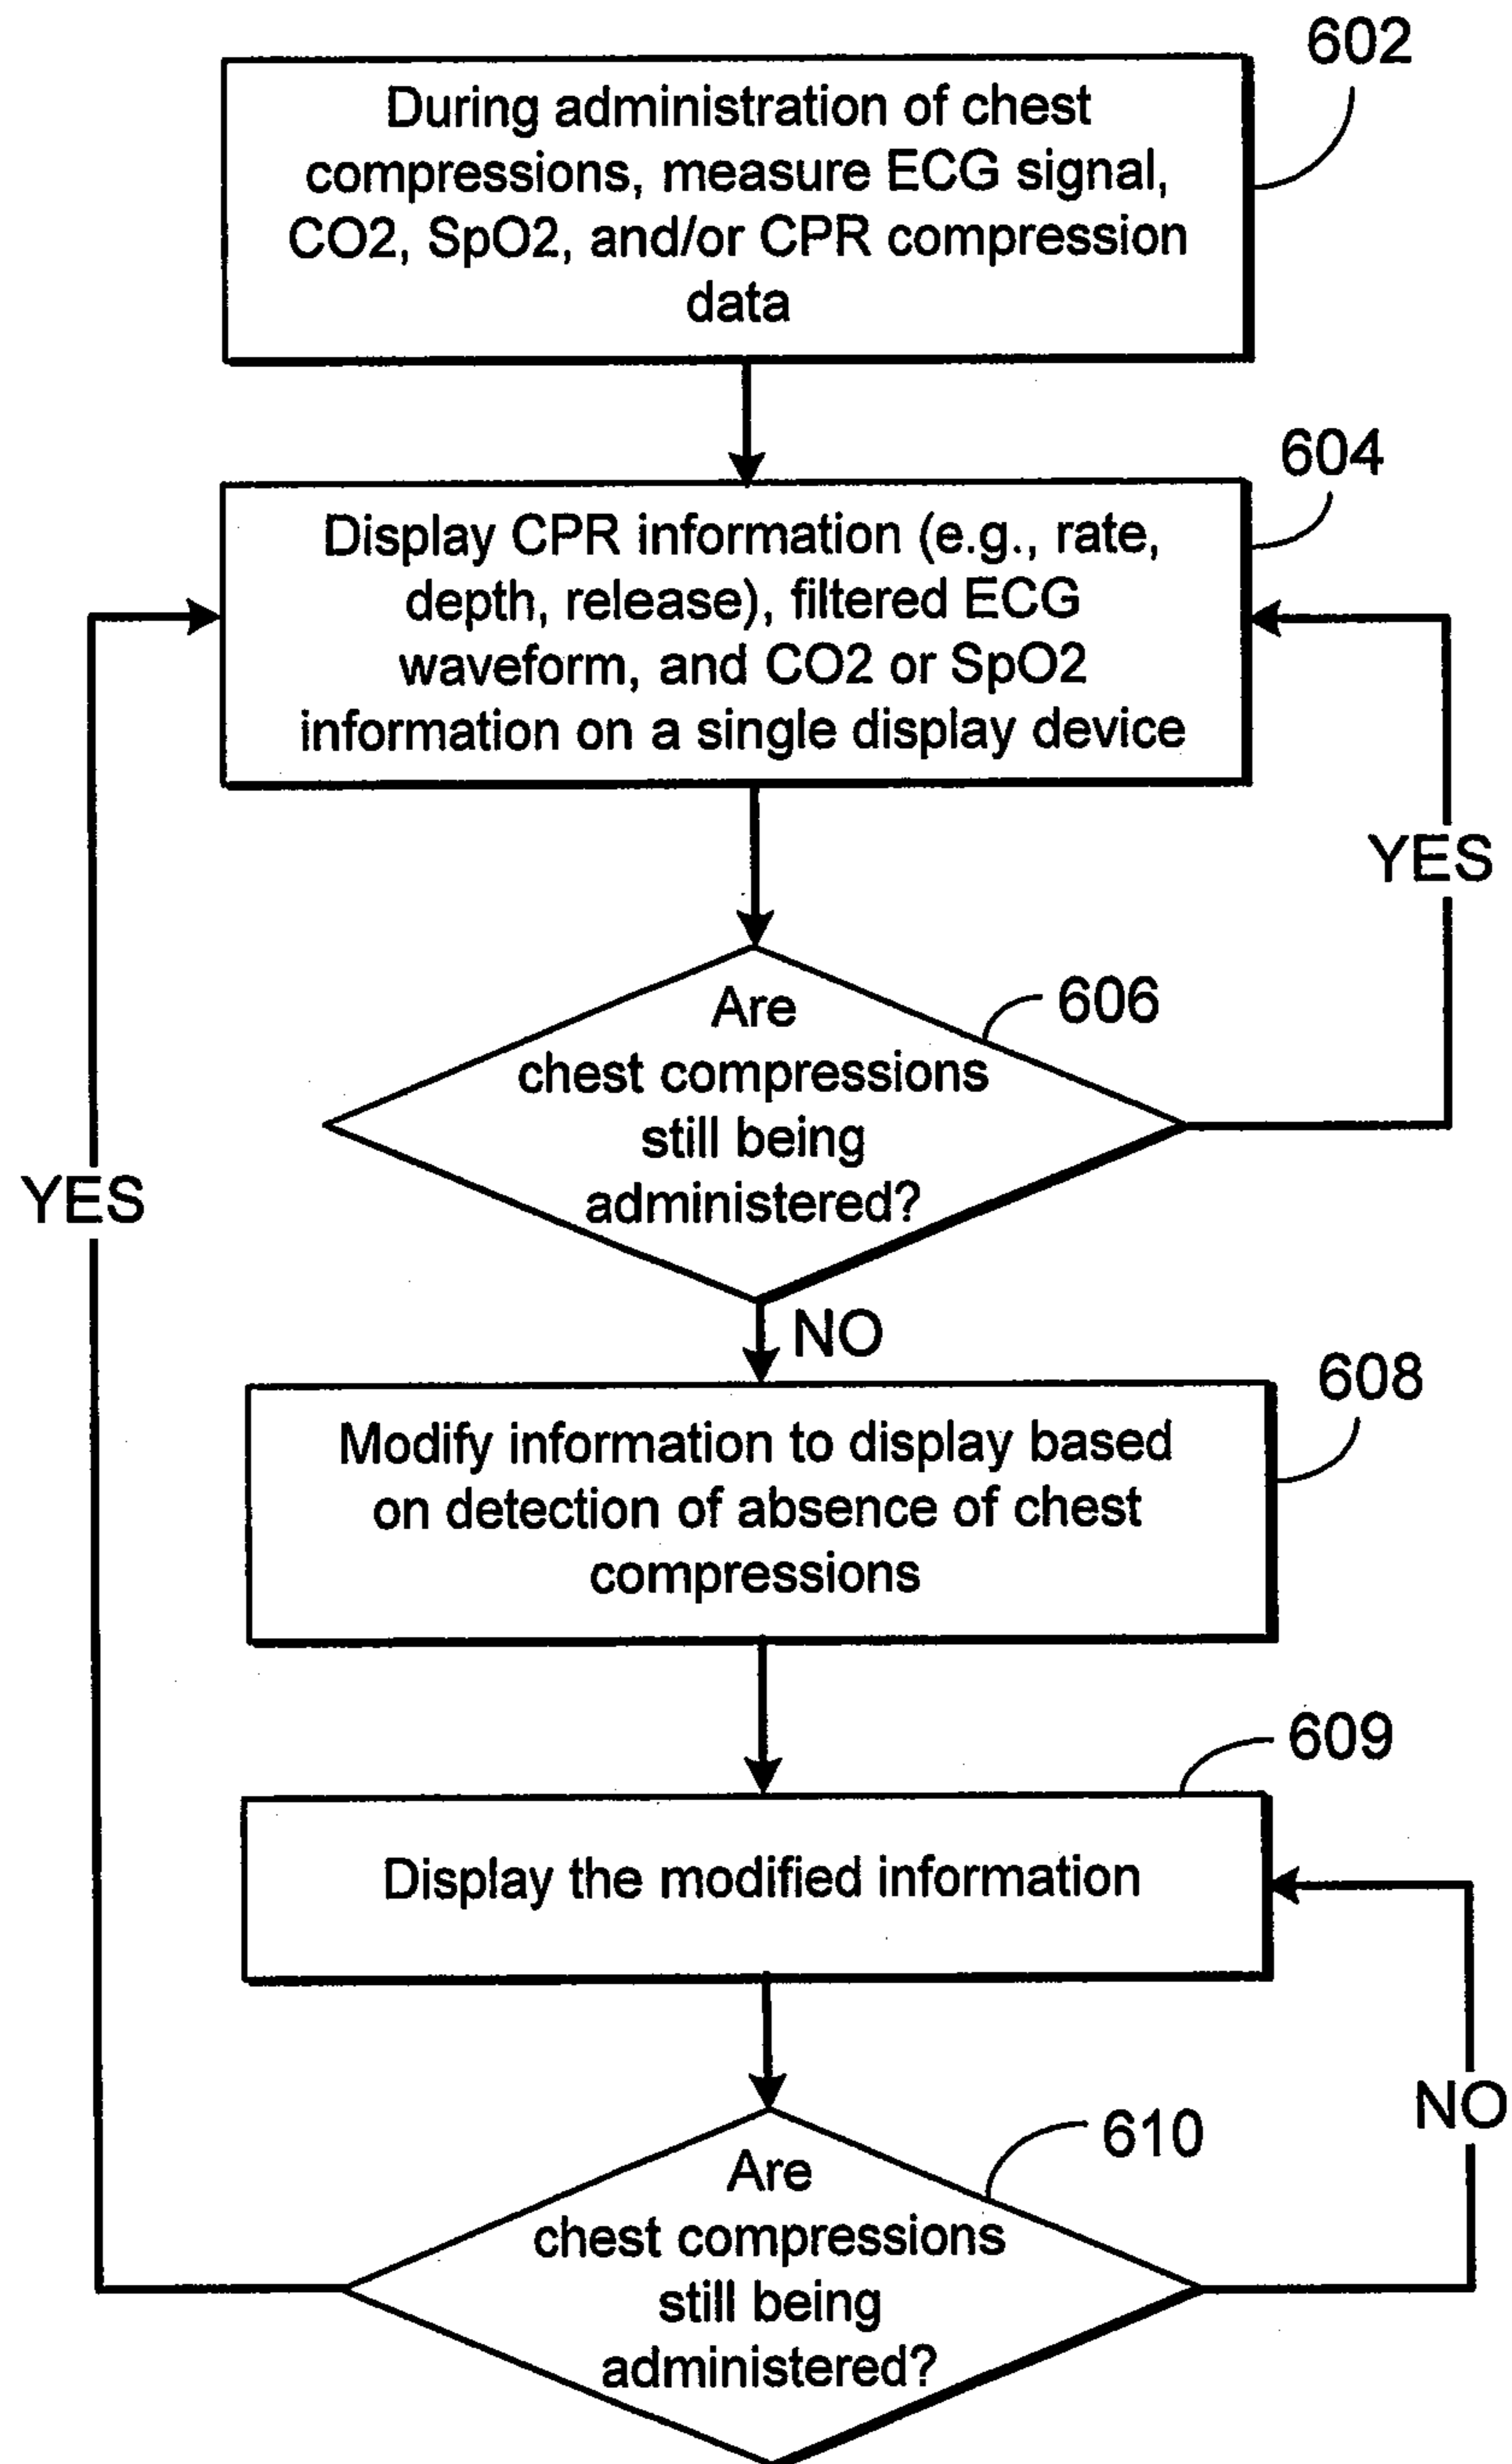 602
During administration of chest
compressions, measure ECG signal,
CO2, SpO2, and/or CPR compression
data
604
Display CPR information (e.g., rate,
depth, release), filtered ECG
waveform, and CO2 or SpO2
information on a single display device
YES
606
Are
chest compressions
still being
administered?
YES
NO
608
Modify information to display based
on detection of absence of chest
compressions
609
Display the modified information
NO
610
Are
chest compressions
still being
administered?